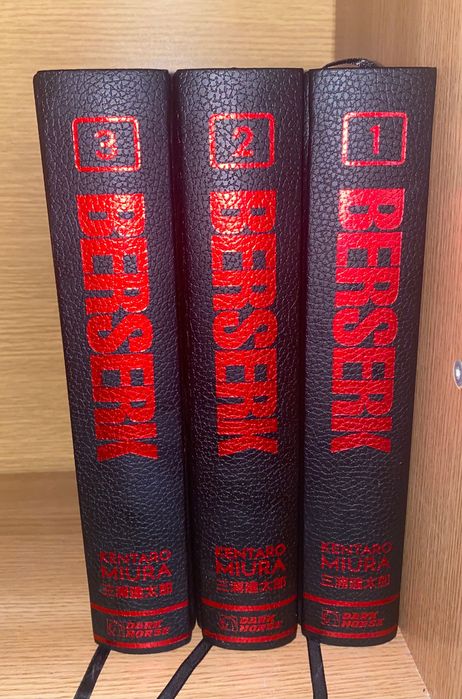 3
BERSERK
KENTARO
MIURA
三浦建太郎
DARK
HORSE
2
BERSERK
KENTARO
MIURA
三浦建太郎
DARK
HORSE
1
BERSERK
KENTARO
MIURA
三浦建太郎
DARK
HORSE